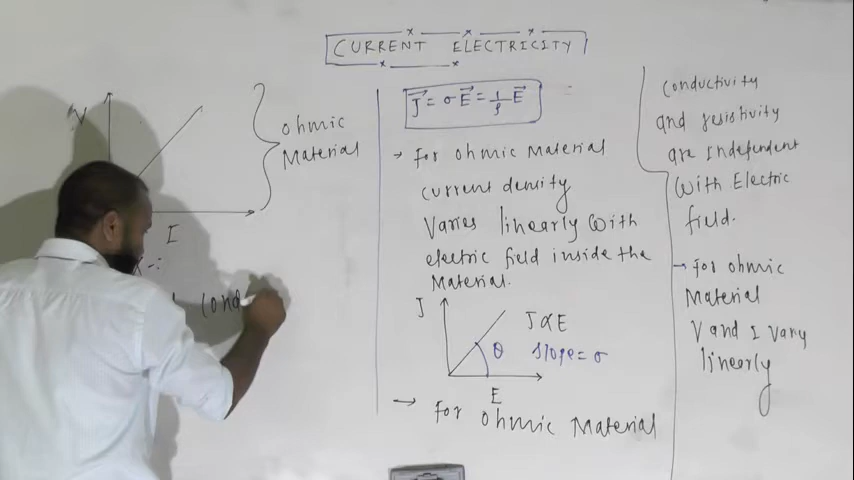 CURRENT ELECTRICITY
V
I
Ohmic
Material
Cond
J⃗ = σ E⃗ = 1/ρ E⃗
→ For Ohmic Material
current density
Varies linearly with
electric field inside the
Material.
J
J ∝ E
θ slope = σ
E
→ For Ohmic Material
Conductivity
and resistivity
are Independent
With Electric
field.
→ For ohmic
Material
V and I vary
linearly